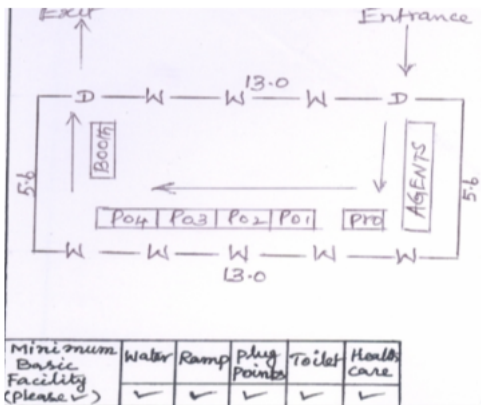 Exit Entrance
13.0
D W W W D
BOOTH
AGENTS
5.6 5.6
PO4 PO3 PO2 PO1 PRO
W W W W W
13.0
Minimum Basic Facility (please ✓) Water Ramp plug points Toilet Health care
✓ ✓ ✓ ✓ ✓